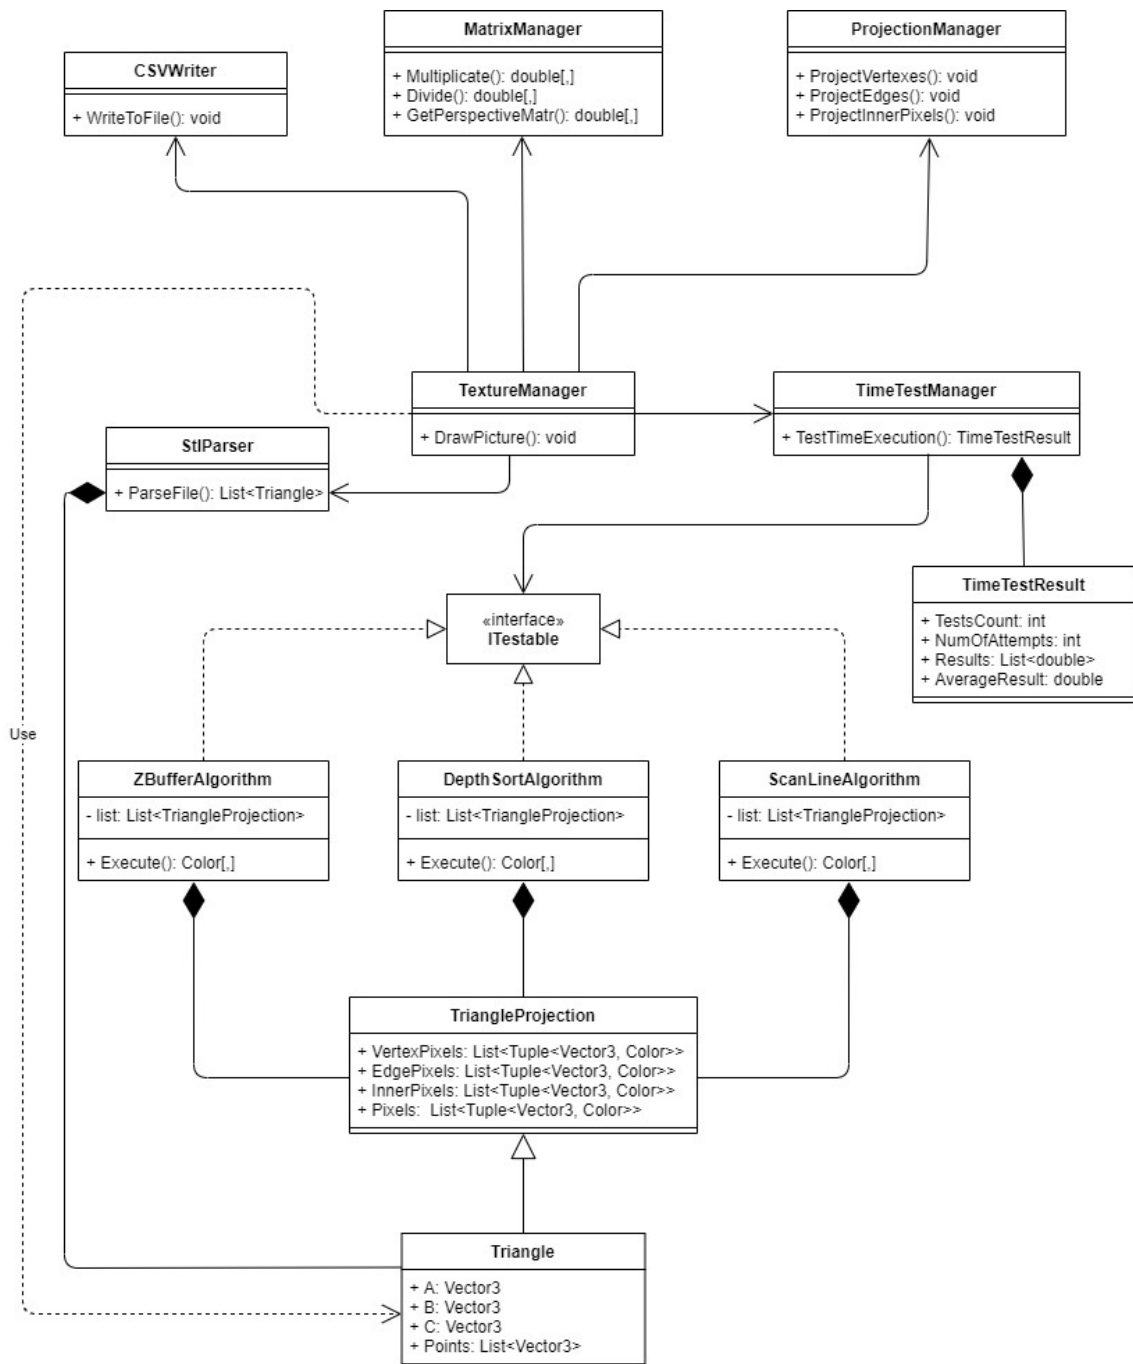 MatrixManager
+ Multiplicate(): double[,]
+ Divide(): double[,]
+ GetPerspectiveMatr(): double[,]
ProjectionManager
+ ProjectVertexes(): void
+ ProjectEdges(): void
+ ProjectInnerPixels(): void
CSVWriter
+ WriteToFile(): void
TextureManager
+ DrawPicture(): void
TimeTestManager
+ TestTimeExecution(): TimeTestResult
StlParser
+ ParseFile(): List<Triangle>
TimeTestResult
+ TestsCount: int
+ NumOfAttempts: int
+ Results: List<double>
+ AverageResult: double
«interface»
ITestable
Use
ZBufferAlgorithm
- list: List<TriangleProjection>
+ Execute(): Color[,]
DepthSortAlgorithm
- list: List<TriangleProjection>
+ Execute(): Color[,]
ScanLineAlgorithm
- list: List<TriangleProjection>
+ Execute(): Color[,]
TriangleProjection
+ VertexPixels: List<Tuple<Vector3, Color>>
+ EdgePixels: List<Tuple<Vector3, Color>>
+ InnerPixels: List<Tuple<Vector3, Color>>
+ Pixels: List<Tuple<Vector3, Color>>
Triangle
+ A: Vector3
+ B: Vector3
+ C: Vector3
+ Points: List<Vector3>